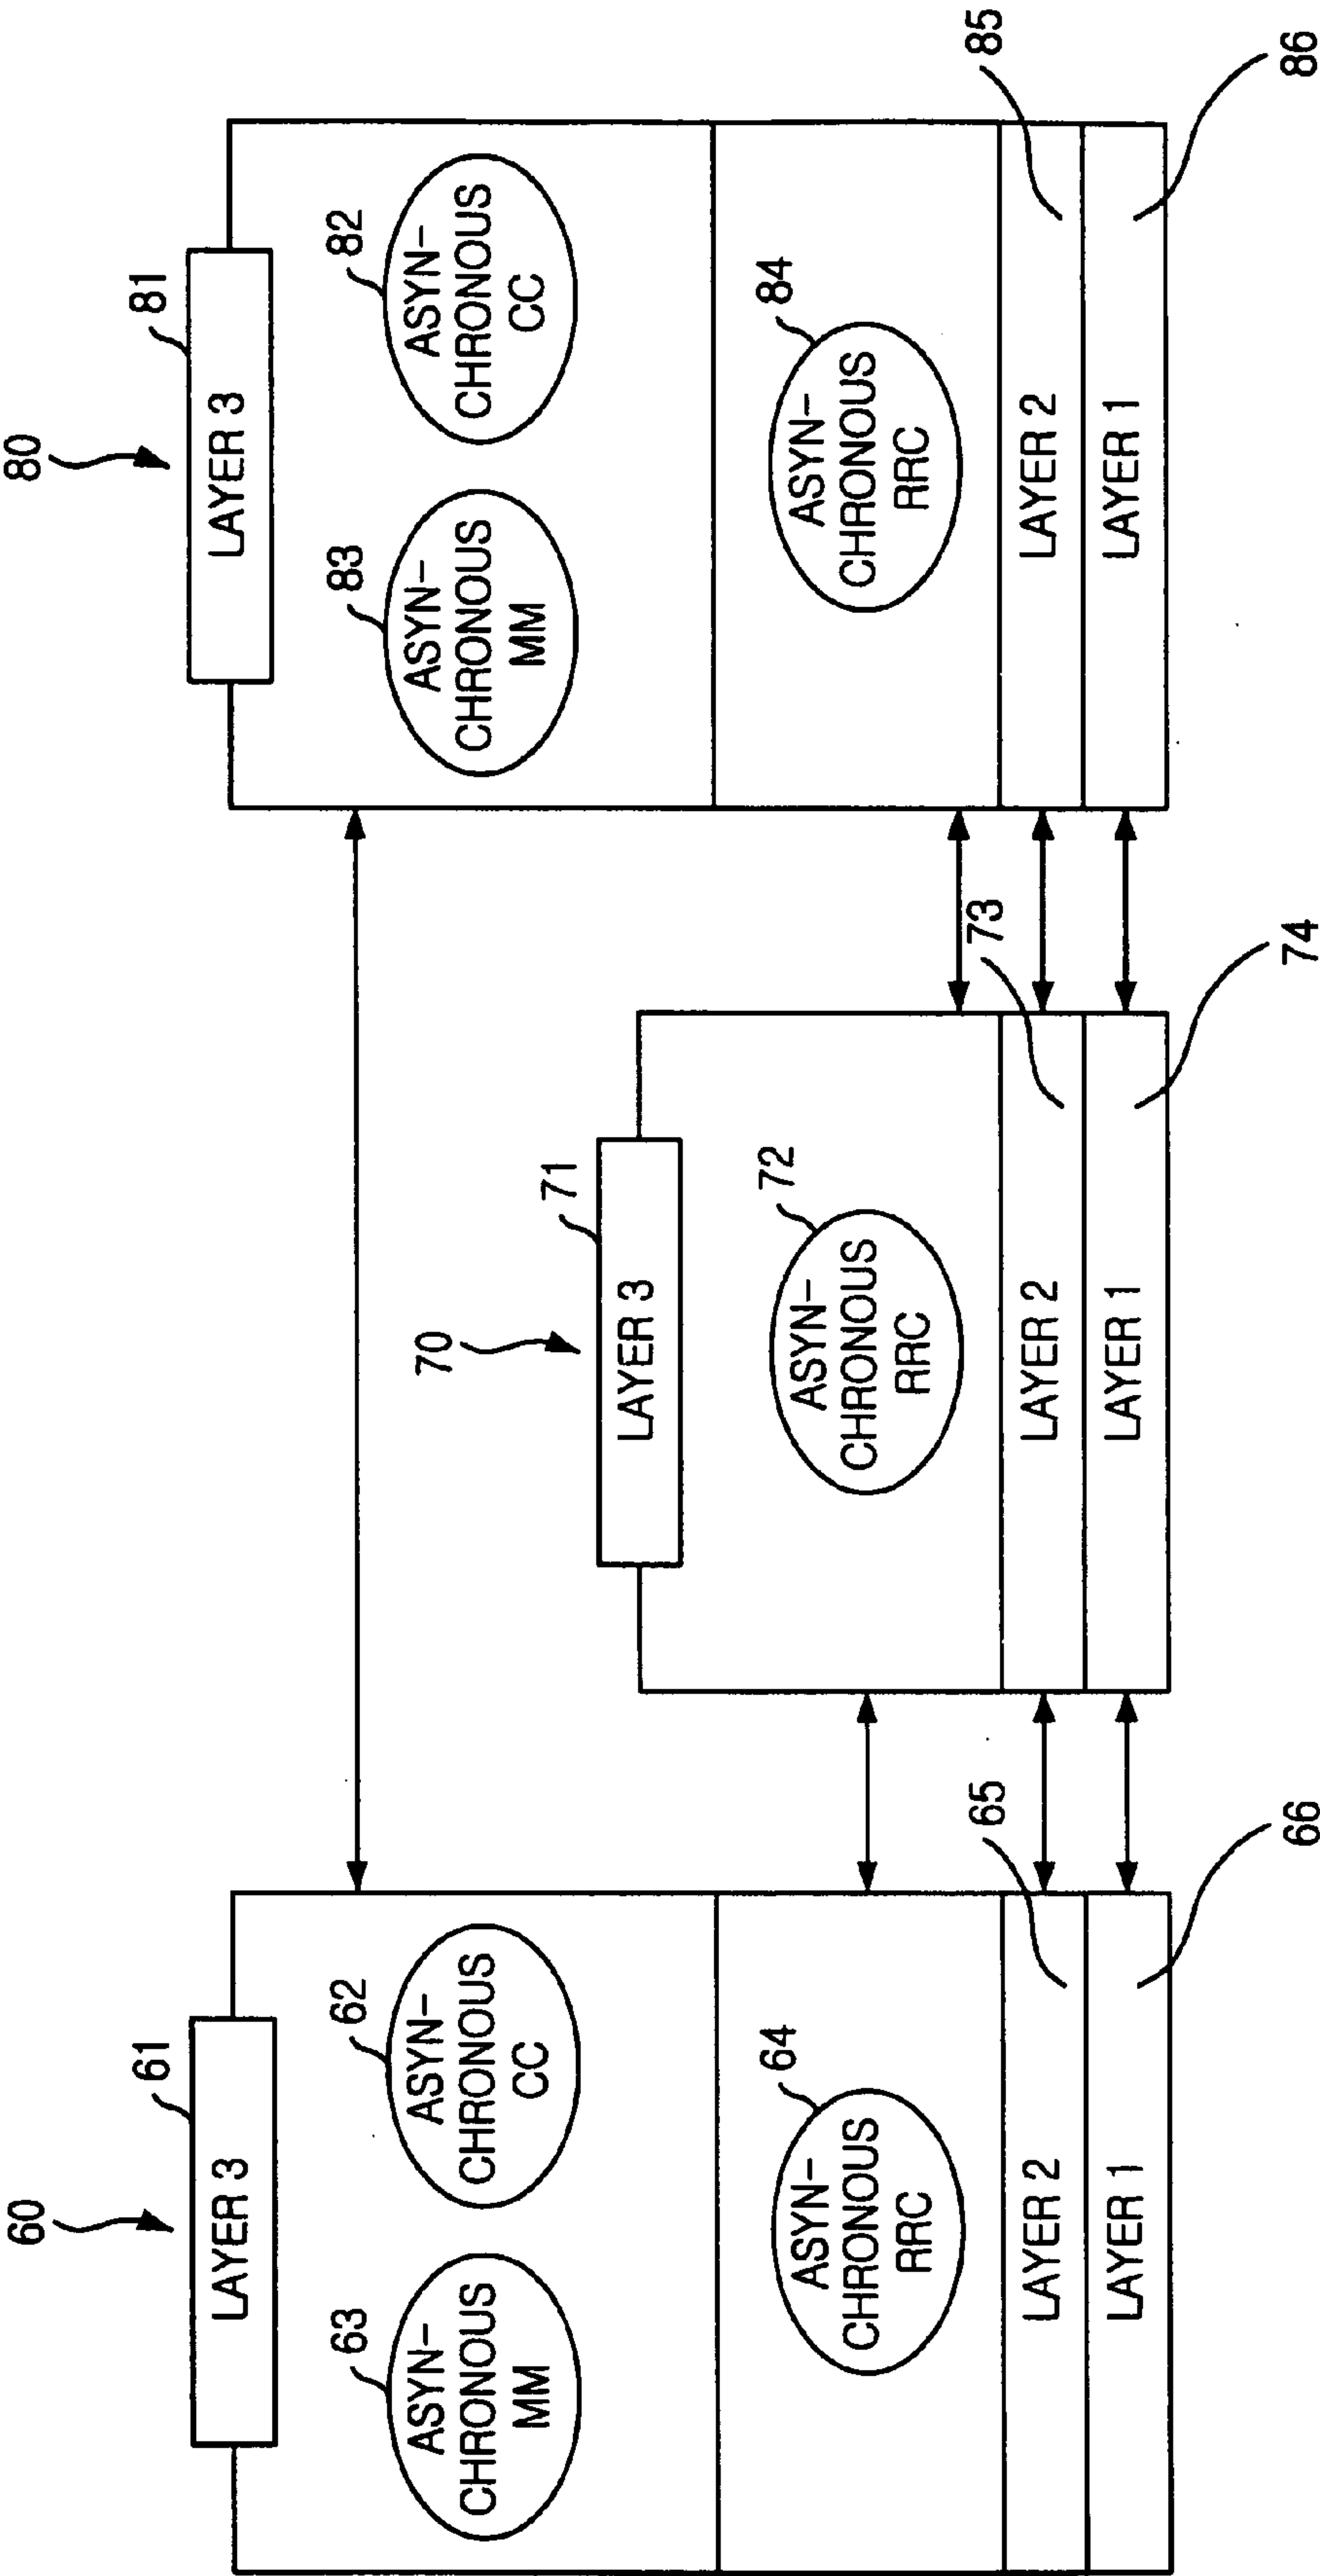 60
61
LAYER 3
63
ASYN-
CHRONOUS
MM
62
ASYN-
CHRONOUS
CC
64
ASYN-
CHRONOUS
RRC
65
LAYER 2
66
LAYER 1
70
71
LAYER 3
72
ASYN-
CHRONOUS
RRC
73
LAYER 2
74
LAYER 1
80
81
LAYER 3
83
ASYN-
CHRONOUS
MM
82
ASYN-
CHRONOUS
CC
84
ASYN-
CHRONOUS
RRC
85
LAYER 2
86
LAYER 1